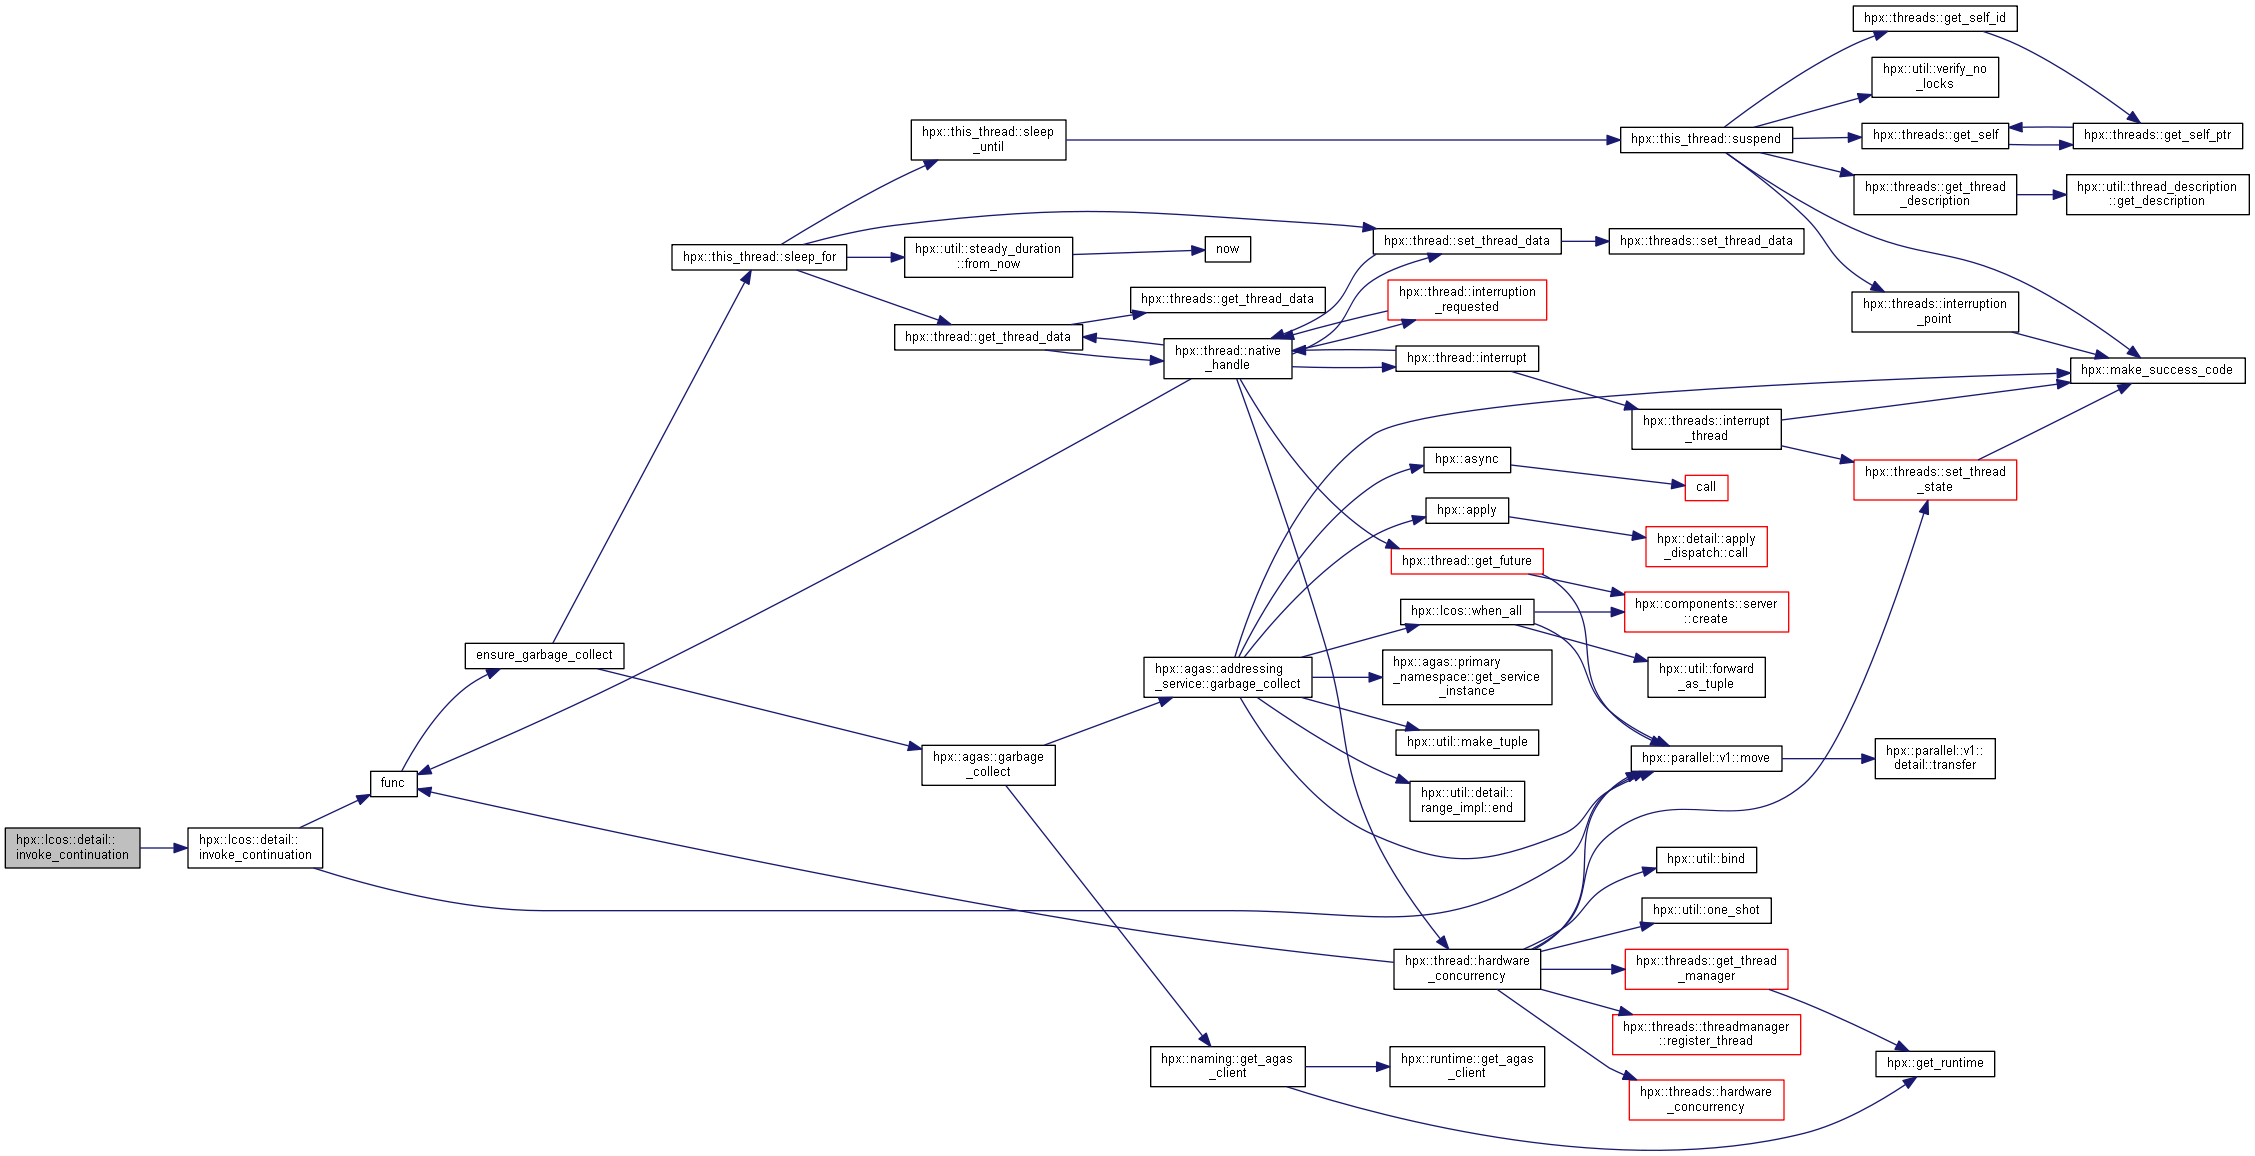 hpx::threads::get_self_id
hpx::util::verify_no
_locks
hpx::this_thread::sleep
_until
hpx::this_thread::suspend
hpx::threads::get_self
hpx::threads::get_self_ptr
hpx::threads::get_thread
_description
hpx::util::thread_description
::get_description
hpx::this_thread::sleep_for
hpx::util::steady_duration
::from_now
now
hpx::thread::set_thread_data
hpx::threads::set_thread_data
hpx::threads::get_thread_data
hpx::thread::interruption
_requested
hpx::threads::interruption
_point
hpx::thread::get_thread_data
hpx::thread::native
_handle
hpx::thread::interrupt
hpx::make_success_code
hpx::threads::interrupt
_thread
hpx::async
call
hpx::threads::set_thread
_state
hpx::apply
hpx::detail::apply
_dispatch::call
hpx::thread::get_future
hpx::lcos::when_all
hpx::components::server
::create
ensure_garbage_collect
hpx::agas::addressing
_service::garbage_collect
hpx::agas::primary
_namespace::get_service
_instance
hpx::util::forward
_as_tuple
hpx::util::make_tuple
hpx::agas::garbage
_collect
hpx::parallel::v1::move
hpx::parallel::v1::
detail::transfer
func
hpx::util::detail::
range_impl::end
hpx::lcos::detail::
invoke_continuation
hpx::lcos::detail::
invoke_continuation
hpx::util::bind
hpx::util::one_shot
hpx::thread::hardware
_concurrency
hpx::threads::get_thread
_manager
hpx::threads::threadmanager
::register_thread
hpx::naming::get_agas
_client
hpx::runtime::get_agas
_client
hpx::get_runtime
hpx::threads::hardware
_concurrency